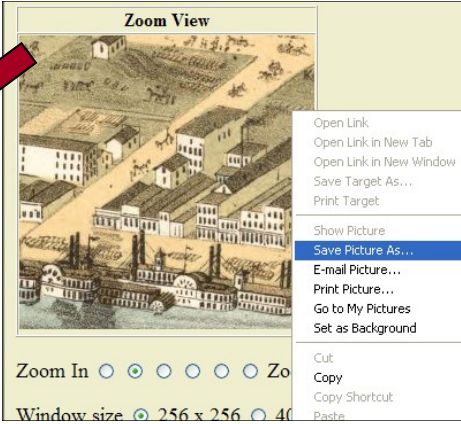 Zoom View
Open Link
Open Link in New Tab
Open Link in New Window
Save Target As...
Print Target
Show Picture
Save Picture As...
E-mail Picture...
Print Picture...
Go to My Pictures
Set as Background
Cut
Copy
Copy Shortcut
Paste
Zoom In Zo
Window size 256 x 256 40